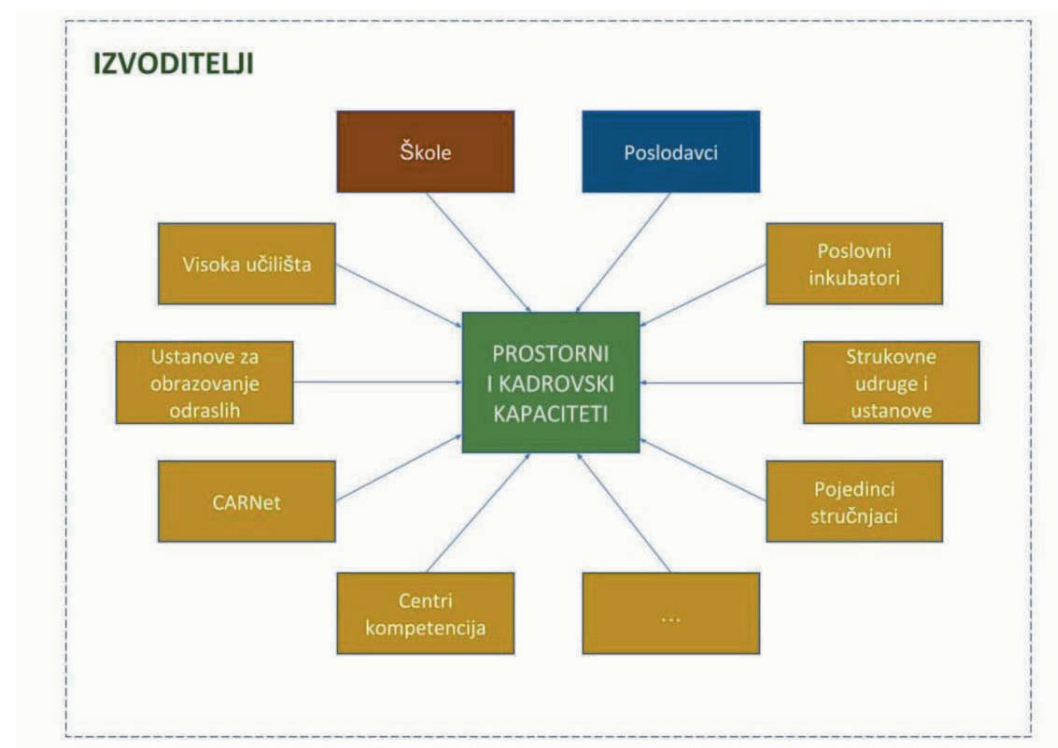 IZVODITELJI
Škole
Poslodavci
Visoka učilišta
Poslovni
inkubatori
Ustanove za
obrazovanje
odraslih
PROSTORNI
I KADROVSKI
KAPACITETI
Strukovne
udruge i
ustanove
CARNet
Pojedinci
stručnjaci
Centri
kompetencija
...